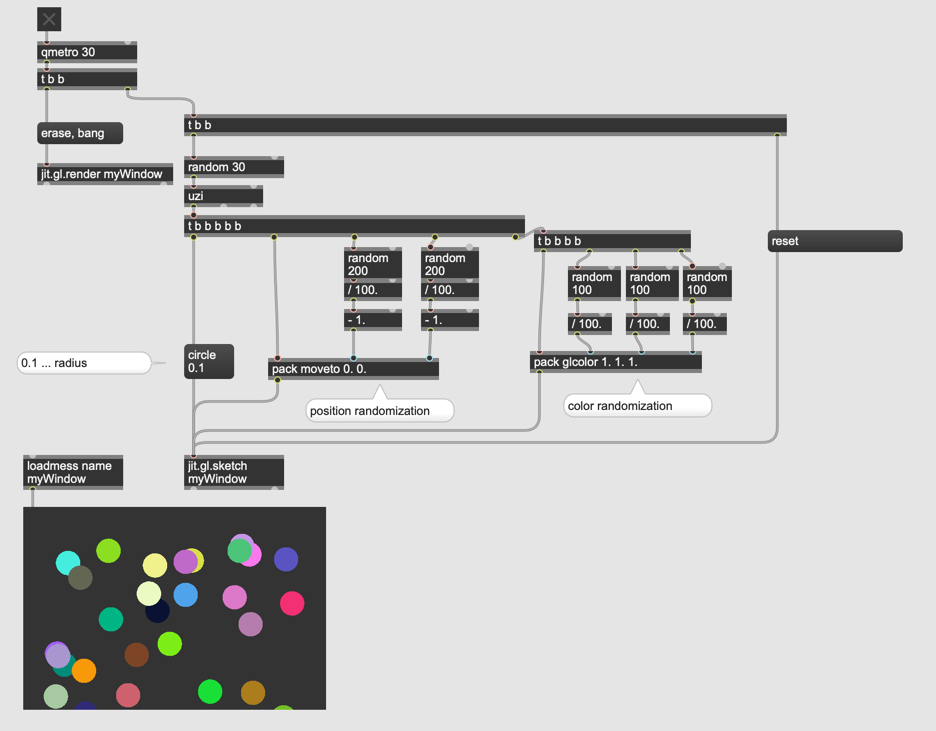 qmetro 30
t b b
t b b
erase, bang
random 30
jit.gl.render myWindow
uzi
t b b b b b
t b b b b
reset
random
200
random
200
random
100
random
100
random
100
/ 100.
/ 100.
- 1.
- 1.
/ 100.
/ 100.
/ 100.
0.1 ... radius
circle
0.1
pack moveto 0. 0.
pack glcolor 1. 1. 1.
position randomization
color randomization
loadmess name
myWindow
jit.gl.sketch
myWindow